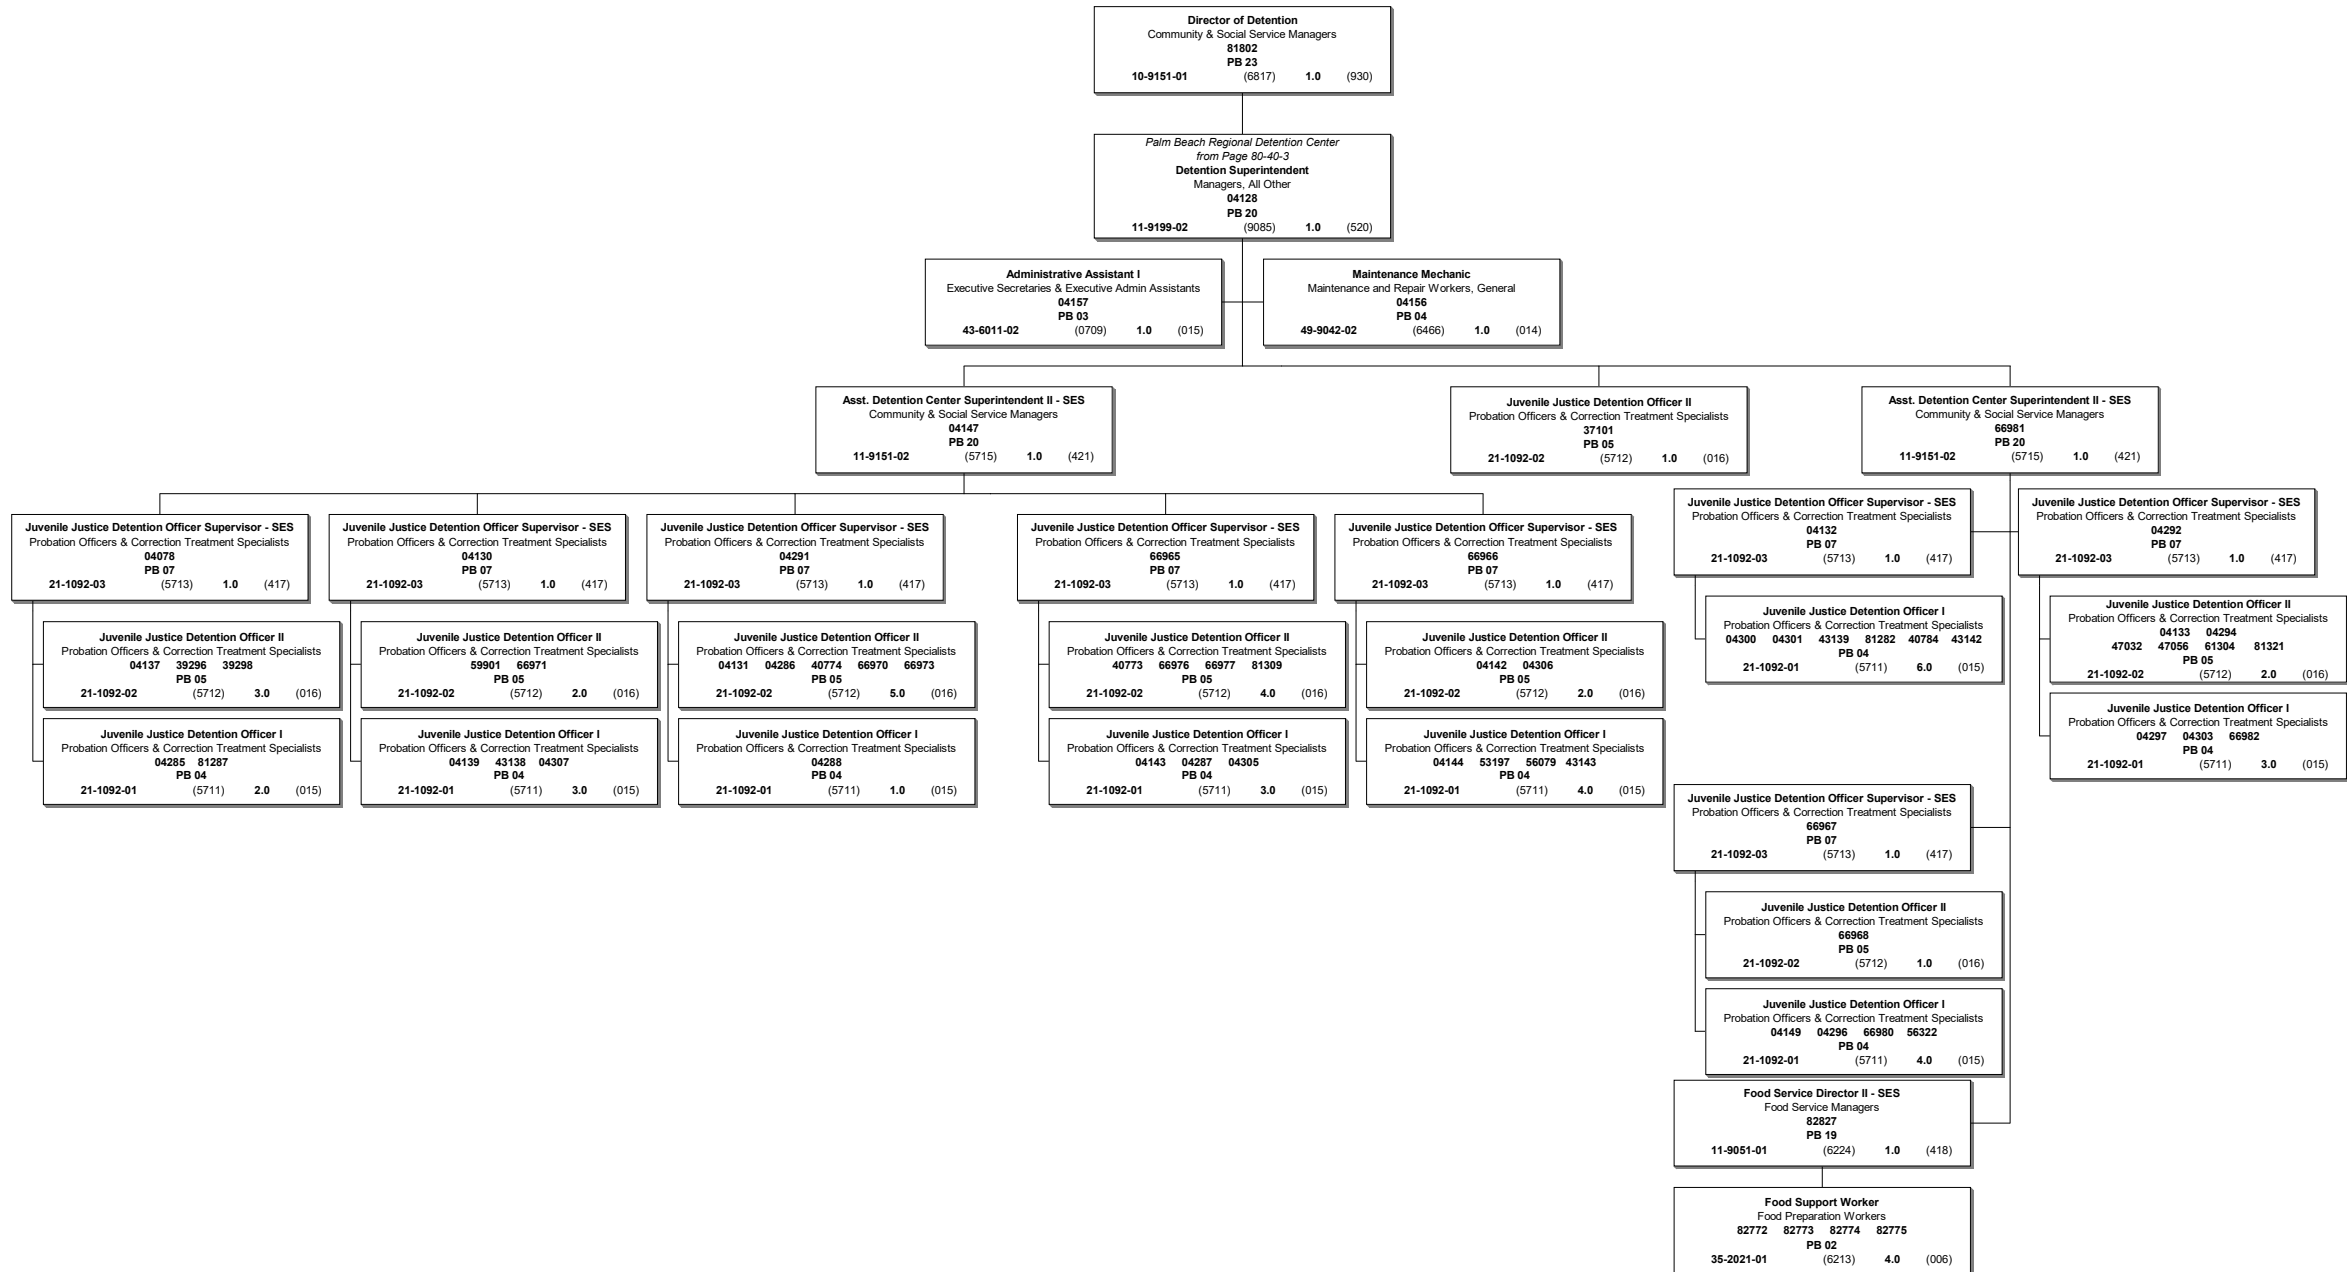 Director of Detention
Community & Social Service Managers
81802
PB 23
10-9151-01 (6817) 1.0 (930)
Palm Beach Regional Detention Center
from Page 80-40-3
Detention Superintendent
Managers, All Other
04128
PB 20
11-9199-02 (9085) 1.0 (520)
Administrative Assistant I
Executive Secretaries & Executive Admin Assistants
04157
PB 03
43-6011-02 (0709) 1.0 (015)
Maintenance Mechanic
Maintenance and Repair Workers, General
04156
PB 04
49-9042-02 (6466) 1.0 (014)
Asst. Detention Center Superintendent II - SES
Community & Social Service Managers
04147
PB 20
11-9151-02 (5715) 1.0 (421)
Juvenile Justice Detention Officer II
Probation Officers & Correction Treatment Specialists
37101
PB 05
21-1092-02 (5712) 1.0 (016)
Asst. Detention Center Superintendent II - SES
Community & Social Service Managers
66981
PB 20
11-9151-02 (5715) 1.0 (421)
Juvenile Justice Detention Officer Supervisor - SES
Probation Officers & Correction Treatment Specialists
04078
PB 07
21-1092-03 (5713) 1.0 (417)
Juvenile Justice Detention Officer II
Probation Officers & Correction Treatment Specialists
04137 39296 39298
PB 05
21-1092-02 (5712) 3.0 (016)
Juvenile Justice Detention Officer I
Probation Officers & Correction Treatment Specialists
04285 81287
PB 04
21-1092-01 (5711) 2.0 (015)
Juvenile Justice Detention Officer Supervisor - SES
Probation Officers & Correction Treatment Specialists
04130
PB 07
21-1092-03 (5713) 1.0 (417)
Juvenile Justice Detention Officer II
Probation Officers & Correction Treatment Specialists
59901 66971
PB 05
21-1092-02 (5712) 2.0 (016)
Juvenile Justice Detention Officer I
Probation Officers & Correction Treatment Specialists
04139 43138 04307
PB 04
21-1092-01 (5711) 3.0 (015)
Juvenile Justice Detention Officer Supervisor - SES
Probation Officers & Correction Treatment Specialists
04291
PB 07
21-1092-03 (5713) 1.0 (417)
Juvenile Justice Detention Officer II
Probation Officers & Correction Treatment Specialists
04131 04286 40774 66970 66973
PB 05
21-1092-02 (5712) 5.0 (016)
Juvenile Justice Detention Officer I
Probation Officers & Correction Treatment Specialists
04288
PB 04
21-1092-01 (5711) 1.0 (015)
Juvenile Justice Detention Officer Supervisor - SES
Probation Officers & Correction Treatment Specialists
66965
PB 07
21-1092-03 (5713) 1.0 (417)
Juvenile Justice Detention Officer II
Probation Officers & Correction Treatment Specialists
40773 66976 66977 81309
PB 05
21-1092-02 (5712) 4.0 (016)
Juvenile Justice Detention Officer I
Probation Officers & Correction Treatment Specialists
04143 04287 04305
PB 04
21-1092-01 (5711) 3.0 (015)
Juvenile Justice Detention Officer Supervisor - SES
Probation Officers & Correction Treatment Specialists
66966
PB 07
21-1092-03 (5713) 1.0 (417)
Juvenile Justice Detention Officer II
Probation Officers & Correction Treatment Specialists
04142 04306
PB 05
21-1092-02 (5712) 2.0 (016)
Juvenile Justice Detention Officer I
Probation Officers & Correction Treatment Specialists
04144 53197 56079 43143
PB 04
21-1092-01 (5711) 4.0 (015)
Juvenile Justice Detention Officer Supervisor - SES
Probation Officers & Correction Treatment Specialists
04132
PB 07
21-1092-03 (5713) 1.0 (417)
Juvenile Justice Detention Officer I
Probation Officers & Correction Treatment Specialists
04300 04301 43139 81282 40784 43142
PB 04
21-1092-01 (5711) 6.0 (015)
Juvenile Justice Detention Officer Supervisor - SES
Probation Officers & Correction Treatment Specialists
04292
PB 07
21-1092-03 (5713) 1.0 (417)
Juvenile Justice Detention Officer II
Probation Officers & Correction Treatment Specialists
04133 04294
47032 47056 61304 81321
PB 05
21-1092-02 (5712) 2.0 (016)
Juvenile Justice Detention Officer I
Probation Officers & Correction Treatment Specialists
04297 04303 66982
PB 04
21-1092-01 (5711) 3.0 (015)
Juvenile Justice Detention Officer Supervisor - SES
Probation Officers & Correction Treatment Specialists
66967
PB 07
21-1092-03 (5713) 1.0 (417)
Juvenile Justice Detention Officer II
Probation Officers & Correction Treatment Specialists
66968
PB 05
21-1092-02 (5712) 1.0 (016)
Juvenile Justice Detention Officer I
Probation Officers & Correction Treatment Specialists
04149 04296 66980 56322
PB 04
21-1092-01 (5711) 4.0 (015)
Food Service Director II - SES
Food Service Managers
82827
PB 19
11-9051-01 (6224) 1.0 (418)
Food Support Worker
Food Preparation Workers
82772 82773 82774 82775
PB 02
35-2021-01 (6213) 4.0 (006)